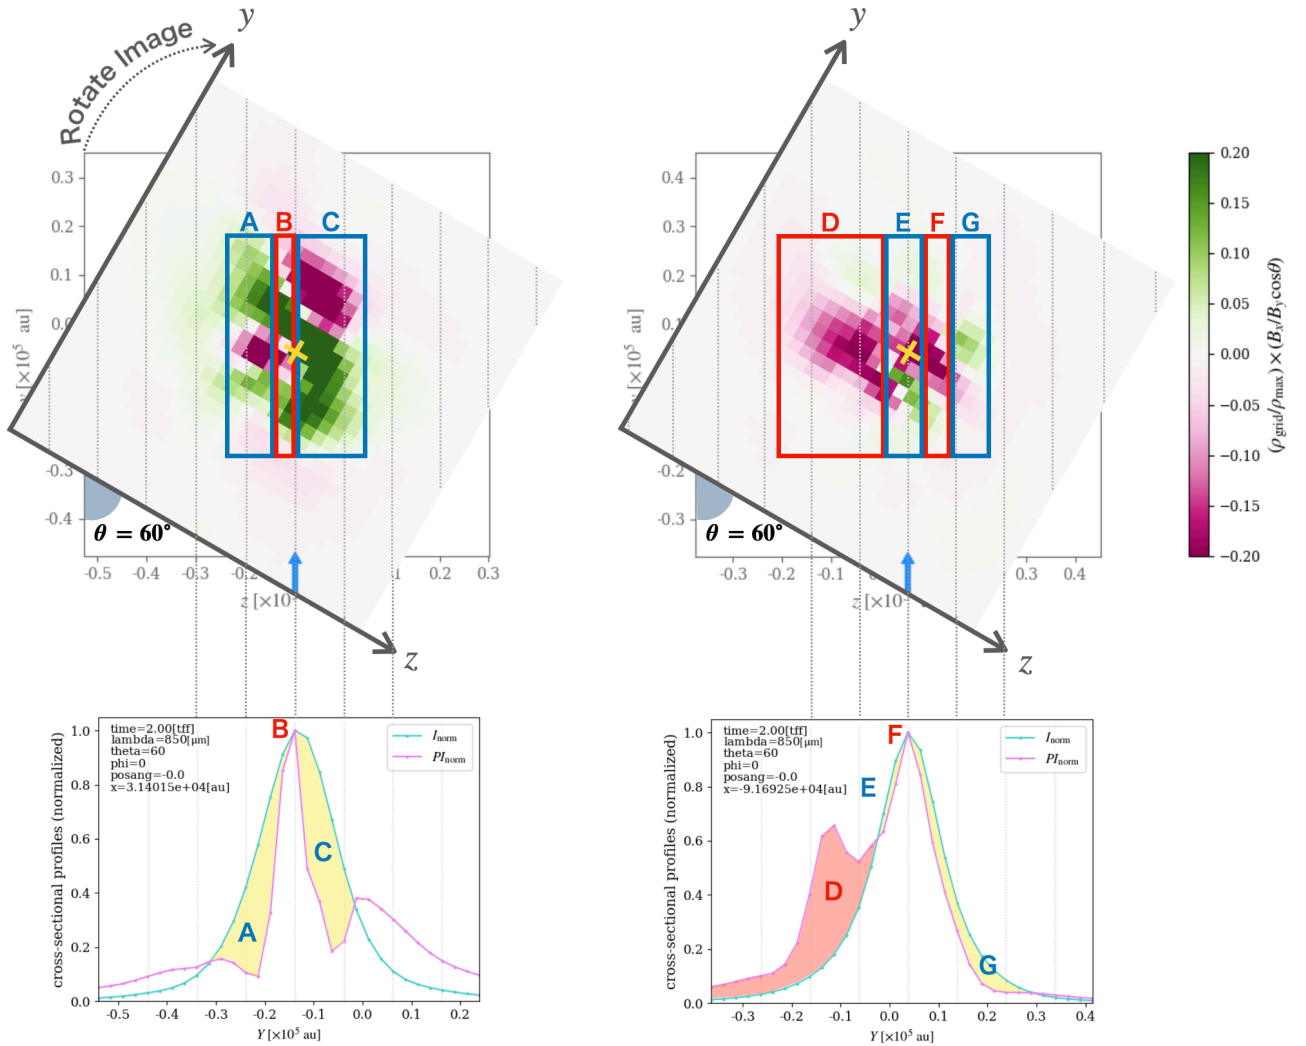 Rotate Image
y
y
0.3
0.2
0.1
0.0
-0.3
-0.4
[×10⁵ au]
A
B
C
θ = 60°
-0.5
-0.4
-0.3
-0.2
0.1
0.2
0.3
z [×10
z
0.4
0.3
0.2
0.1
0.0
-0.2
-0.3
[×10⁵ au]
D
E
F
G
θ = 60°
-0.3
-0.2
-0.1
0.3
0.4
z [×10
z
0.20
0.15
0.10
0.05
0.00
−0.05
−0.10
−0.15
−0.20
(ρgrid/ρmax) × (Bx/By cosθ)
B
time=2.00[tff]
lambda=850[μm]
theta=60
phi=0
posang=-0.0
x=3.14015e+04[au]
Inorm
PInorm
A
C
1.0
0.8
0.6
0.4
0.2
0.0
cross-sectional profiles (normalized)
-0.5
-0.4
-0.3
-0.2
-0.1
0.0
0.1
0.2
Y [×10⁵ au]
F
time=2.00[tff]
lambda=850[μm]
theta=60
phi=0
posang=-0.0
x=-9.16925e+04[au]
Inorm
PInorm
E
D
G
1.0
0.8
0.6
0.4
0.2
0.0
cross-sectional profiles (normalized)
-0.3
-0.2
-0.1
0.0
0.1
0.2
0.3
0.4
Y [×10⁵ au]